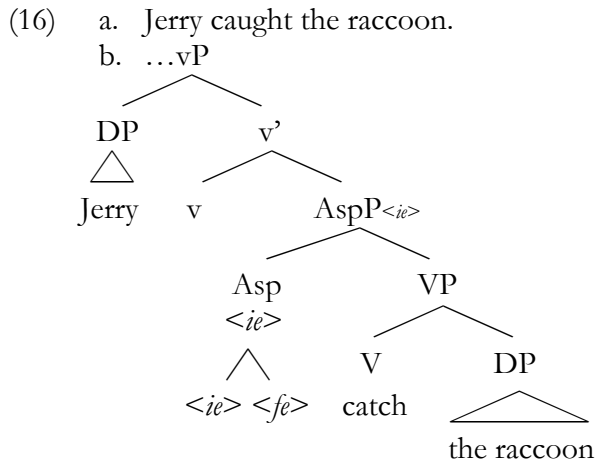 (16) a. Jerry caught the raccoon.
b. …vP
DP v’
Jerry v AspP<ie>
Asp VP
<ie>
V DP
<ie> <fe> catch
the raccoon